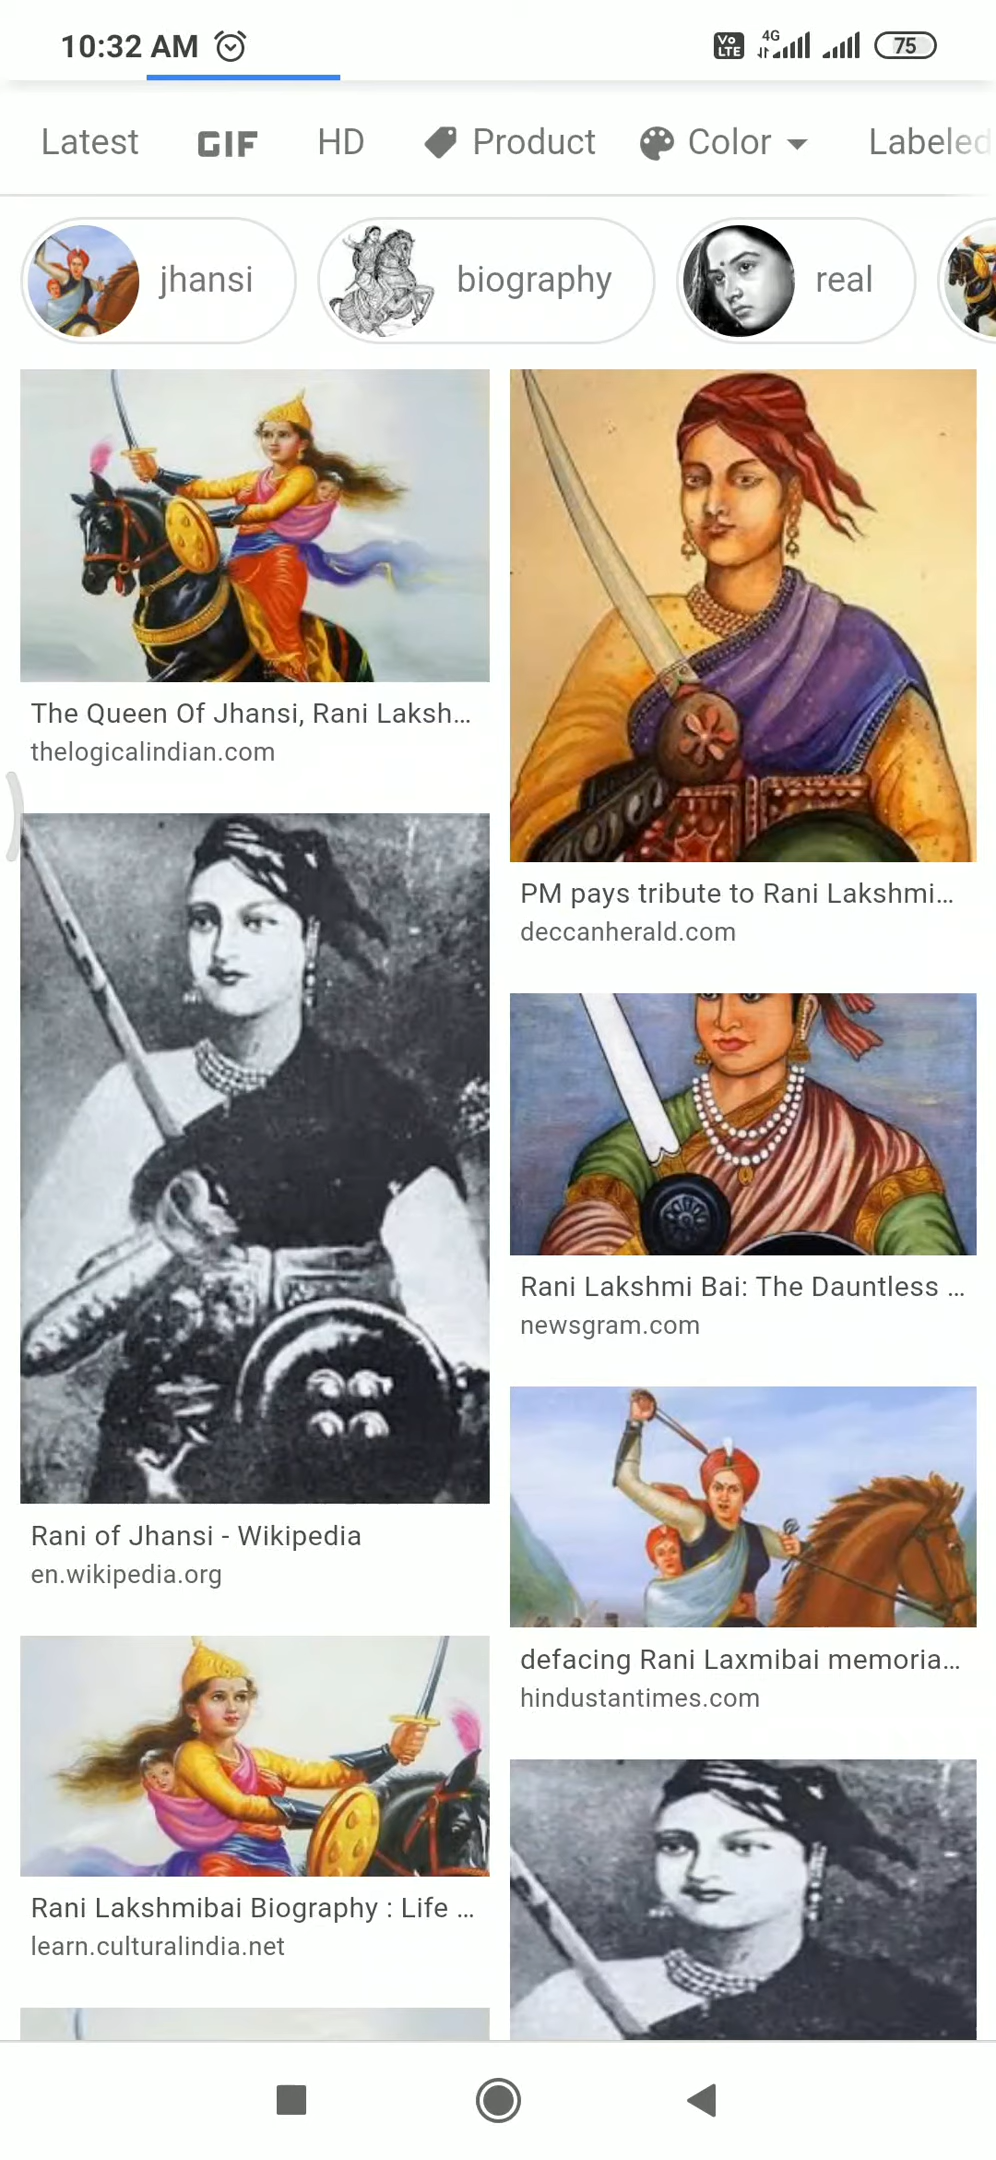 10:32 AM
Vo LTE
4G
75
Latest
GIF
HD
Product
Color
Labeled
jhansi
biography
real
The Queen Of Jhansi, Rani Laksh...
thelogicalindian.com
PM pays tribute to Rani Lakshmi...
deccanherald.com
Rani Lakshmi Bai: The Dauntless ...
newsgram.com
Rani of Jhansi - Wikipedia
en.wikipedia.org
defacing Rani Laxmibai memoria...
hindustantimes.com
Rani Lakshmibai Biography : Life ...
learn.culturalindia.net